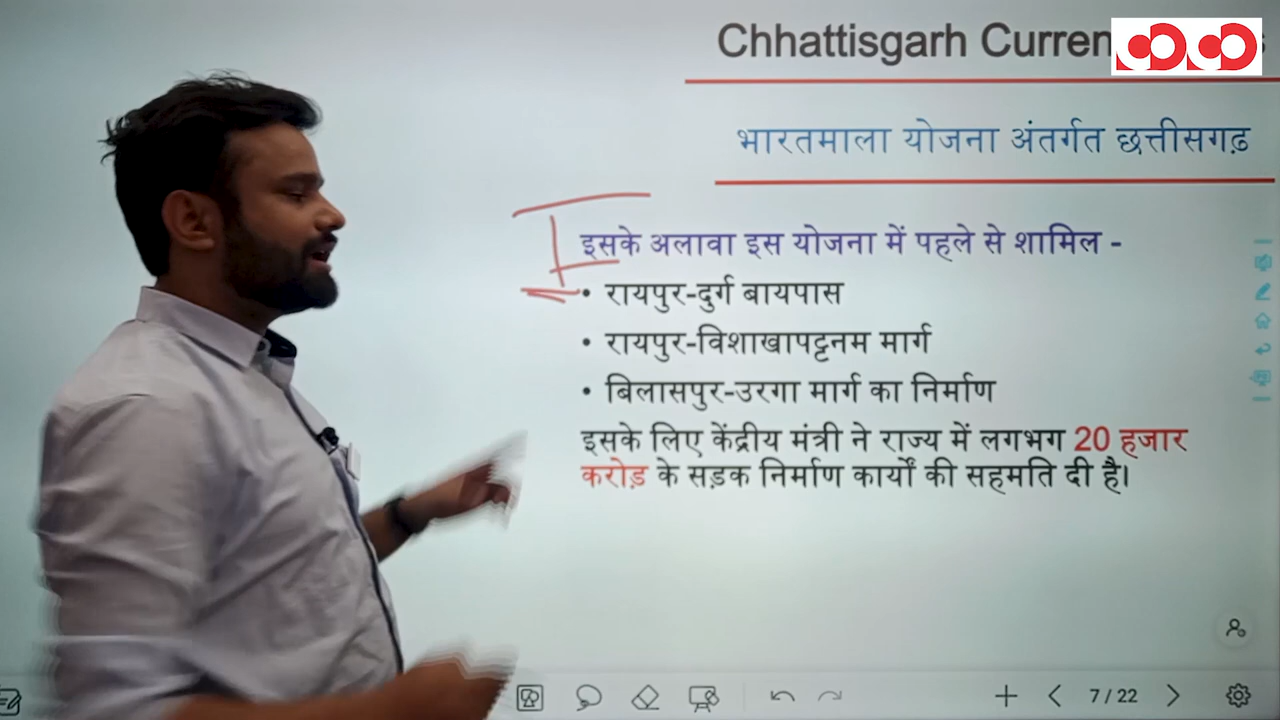 Chhattisgarh Curren
भारतमाला योजना अंतर्गत छत्तीसगढ़
इसके अलावा इस योजना में पहले से शामिल -
• रायपुर-दुर्ग बायपास
• रायपुर-विशाखापट्टनम मार्ग
• बिलासपुर-उरगा मार्ग का निर्माण
इसके लिए केंद्रीय मंत्री ने राज्य में लगभग 20 हजार
करोड़ के सड़क निर्माण कार्यों की सहमति दी है।
7 / 22